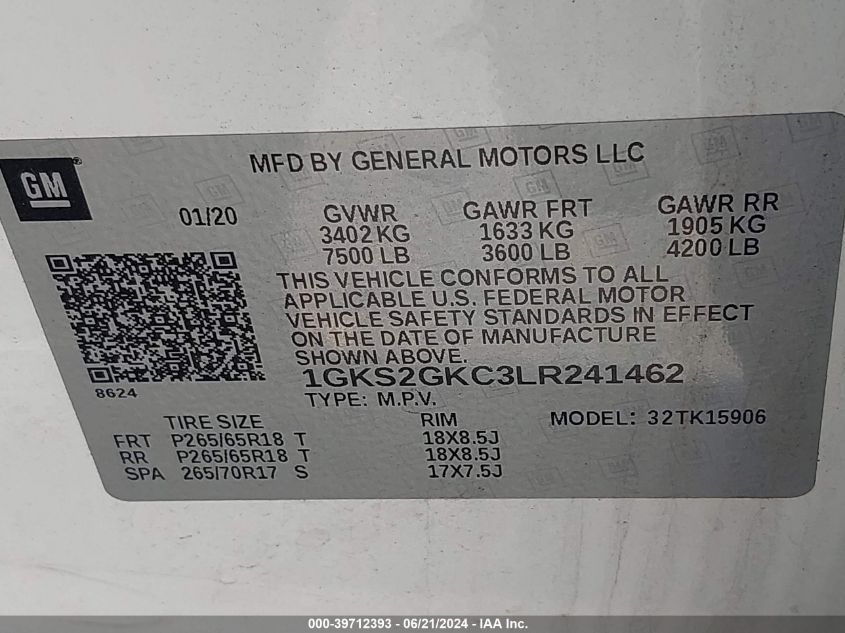 MFD BY GENERAL MOTORS LLC
GM®
01/20 GVWR GAWR FRT GAWR RR
3402 KG 1633 KG 1905 KG
7500 LB 3600 LB 4200 LB
THIS VEHICLE CONFORMS TO ALL
APPLICABLE U.S. FEDERAL MOTOR
VEHICLE SAFETY STANDARDS IN EFFECT
ON THE DATE OF MANUFACTURE
SHOWN ABOVE.
1GKS2GKC3LR241462
8624
TYPE: M.P.V.
TIRE SIZE RIM MODEL: 32TK15906
FRT P265/65R18 T 18X8.5J
RR P265/65R18 T 18X8.5J
SPA 265/70R17 S 17X7.5J
000-39712393 - 06/21/2024 - IAA Inc.